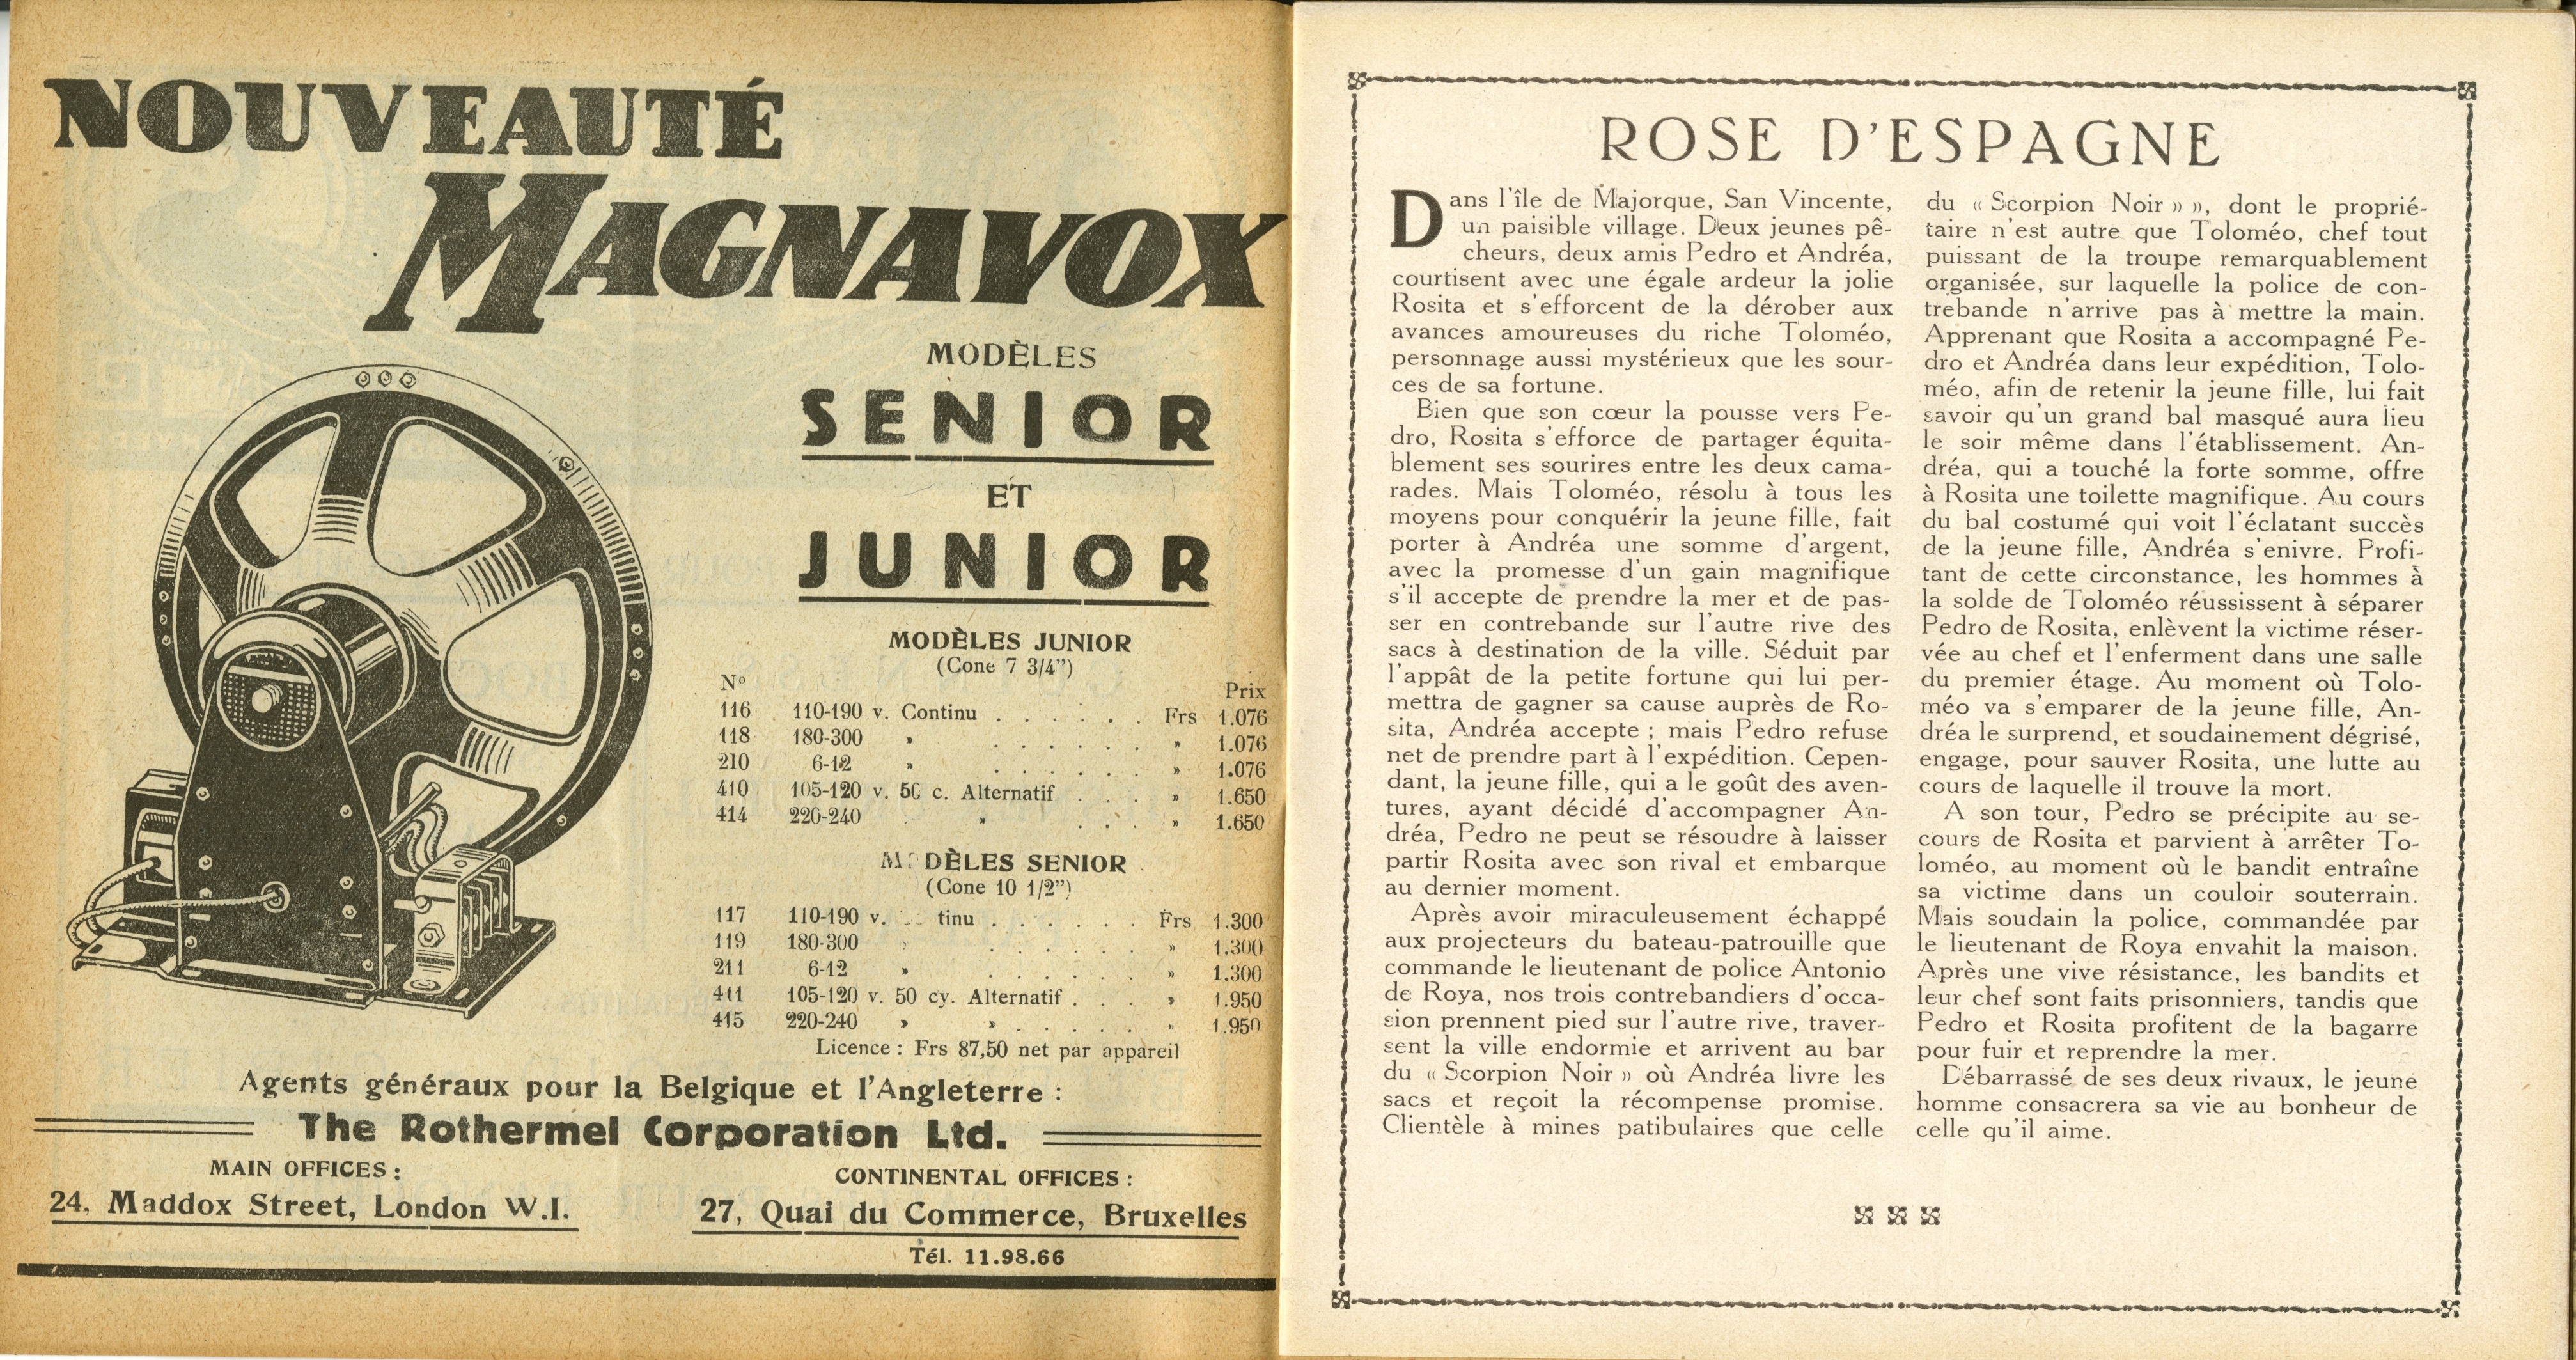 NOUVEAUTÉ
MAGNAVOX
MODÈLES
SENIOR
ET
JUNIOR
MODÈLES JUNIOR
(Cone 7 3/4")
No Prix
116 110-190 v. Continu . . . . . . Frs 1.076
118 180-300 » . . . . . . » 1.076
210 6-12 » . . . . . . » 1.076
410 105-120 v. 50 c. Alternatif . . . » 1.650
414 220-240 » . . . » 1.650
DÈLES SENIOR
(Cone 10 1/2")
117 110-190 v. tinu . . . . . . Frs 1.300
119 180-300 » . . . . . . » 1.300
211 6-12 » . . . . . . » 1.300
411 105-120 v. 50 cy. Alternatif . . . » 1.950
415 220-240 » » . . . . . » 1.950
Licence : Frs 87,50 net par appareil
Agents généraux pour la Belgique et l'Angleterre :
The Rothermel Corporation Ltd.
MAIN OFFICES :
24, Maddox Street, London W.I.
CONTINENTAL OFFICES :
27, Quai du Commerce, Bruxelles
Tél. 11.98.66
ROSE D'ESPAGNE
Dans l'île de Majorque, San Vincente,
un paisible village. Deux jeunes pê-
cheurs, deux amis Pedro et Andréa,
courtisent avec une égale ardeur la jolie
Rosita et s'efforcent de la dérober aux
avances amoureuses du riche Toloméo,
personnage aussi mystérieux que les sour-
ces de sa fortune.
Bien que son cœur la pousse vers Pe-
dro, Rosita s'efforce de partager équita-
blement ses sourires entre les deux cama-
rades. Mais Toloméo, résolu à tous les
moyens pour conquérir la jeune fille, fait
porter à Andréa une somme d'argent,
avec la promesse d'un gain magnifique
s'il accepte de prendre la mer et de pas-
ser en contrebande sur l'autre rive des
sacs à destination de la ville. Séduit par
l'appât de la petite fortune qui lui per-
mettra de gagner sa cause auprès de Ro-
sita, Andréa accepte ; mais Pedro refuse
net de prendre part à l'expédition. Cepen-
dant, la jeune fille, qui a le goût des aven-
tures, ayant décidé d'accompagner An-
dréa, Pedro ne peut se résoudre à laisser
partir Rosita avec son rival et embarque
au dernier moment.
Après avoir miraculeusement échappé
aux projecteurs du bateau-patrouille que
commande le lieutenant de police Antonio
de Roya, nos trois contrebandiers d'occa-
sion prennent pied sur l'autre rive, traver-
sent la ville endormie et arrivent au bar
du « Scorpion Noir » où Andréa livre les
sacs et reçoit la récompense promise.
Clientèle à mines patibulaires que celle
du « Scorpion Noir » », dont le proprié-
taire n'est autre que Toloméo, chef tout
puissant de la troupe remarquablement
organisée, sur laquelle la police de con-
trebande n'arrive pas à mettre la main.
Apprenant que Rosita a accompagné Pe-
dro et Andréa dans leur expédition, Tolo-
méo, afin de retenir la jeune fille, lui fait
savoir qu'un grand bal masqué aura lieu
le soir même dans l'établissement. An-
dréa, qui a touché la forte somme, offre
à Rosita une toilette magnifique. Au cours
du bal costumé qui voit l'éclatant succès
de la jeune fille, Andréa s'enivre. Profi-
tant de cette circonstance, les hommes à
la solde de Toloméo réussissent à séparer
Pedro de Rosita, enlèvent la victime réser-
vée au chef et l'enferment dans une salle
du premier étage. Au moment où Tolo-
méo va s'emparer de la jeune fille, An-
dréa le surprend, et soudainement dégrisé,
engage, pour sauver Rosita, une lutte au
cours de laquelle il trouve la mort.
A son tour, Pedro se précipite au se-
cours de Rosita et parvient à arrêter To-
loméo, au moment où le bandit entraîne
sa victime dans un couloir souterrain.
Mais soudain la police, commandée par
le lieutenant de Roya envahit la maison.
Après une vive résistance, les bandits et
leur chef sont faits prisonniers, tandis que
Pedro et Rosita profitent de la bagarre
pour fuir et reprendre la mer.
Débarrassé de ses deux rivaux, le jeune
homme consacrera sa vie au bonheur de
celle qu'il aime.